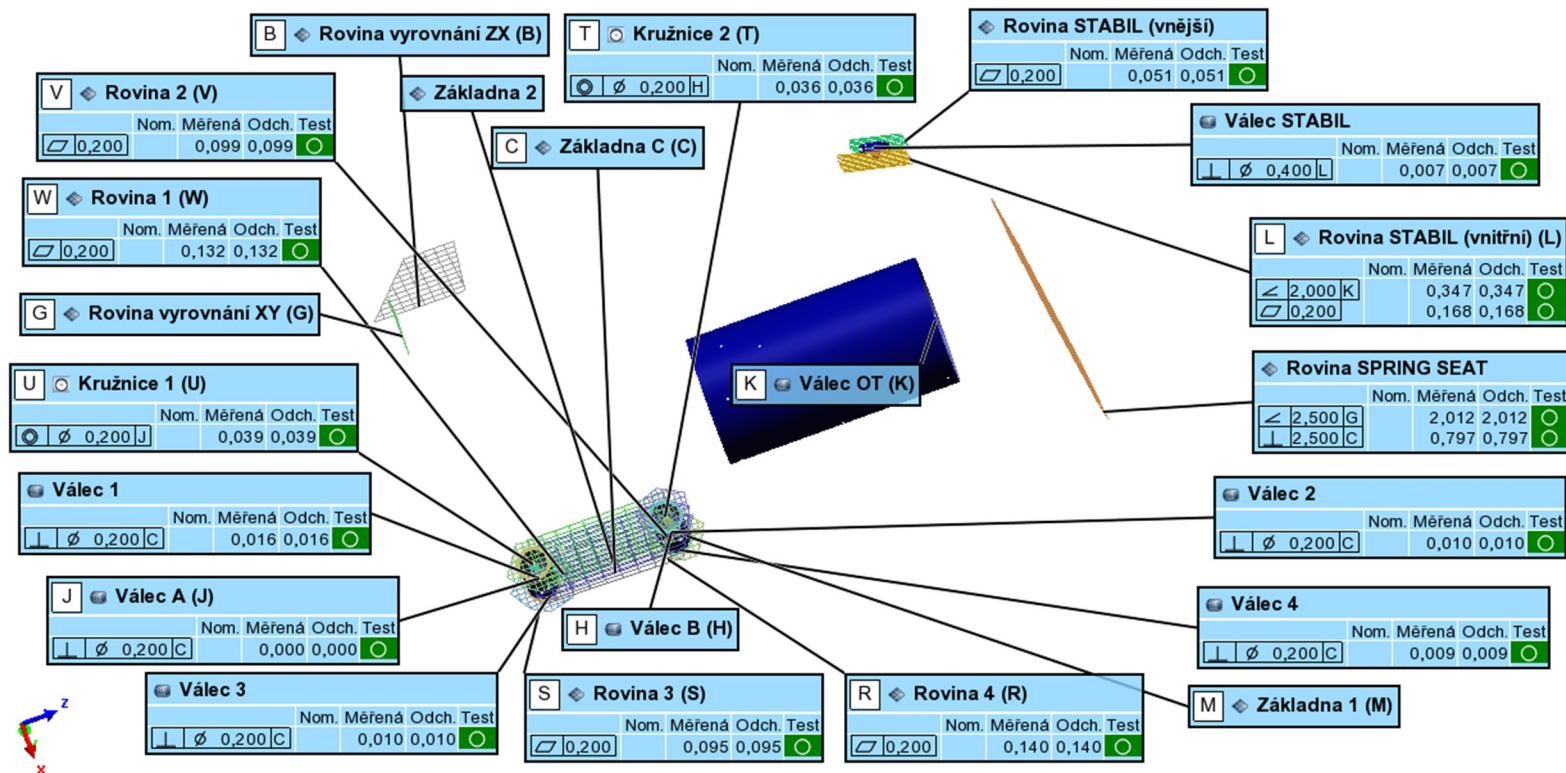 B Rovina vyrovnání ZX (B)
T Kružnice 2 (T)
Nom. Měřená Odch. Test
◎ Ø 0,200 H 0,036 0,036
Rovina STABIL (vnější)
Nom. Měřená Odch. Test
▱ 0,200 0,051 0,051
V Rovina 2 (V)
Nom. Měřená Odch. Test
▱ 0,200 0,099 0,099
Základna 2
C Základna C (C)
Válec STABIL
Nom. Měřená Odch. Test
⊥ Ø 0,400 L 0,007 0,007
W Rovina 1 (W)
Nom. Měřená Odch. Test
▱ 0,200 0,132 0,132
L Rovina STABIL (vnitřní) (L)
Nom. Měřená Odch. Test
∠ 2,000 K 0,347 0,347
▱ 0,200 0,168 0,168
G Rovina vyrovnání XY (G)
U Kružnice 1 (U)
Nom. Měřená Odch. Test
◎ Ø 0,200 J 0,039 0,039
K Válec OT (K)
Rovina SPRING SEAT
Nom. Měřená Odch. Test
∠ 2,500 G 2,012 2,012
⊥ 2,500 C 0,797 0,797
Válec 1
Nom. Měřená Odch. Test
⊥ Ø 0,200 C 0,016 0,016
Válec 2
Nom. Měřená Odch. Test
⊥ Ø 0,200 C 0,010 0,010
J Válec A (J)
Nom. Měřená Odch. Test
⊥ Ø 0,200 C 0,000 0,000
H Válec B (H)
Válec 4
Nom. Měřená Odch. Test
⊥ Ø 0,200 C 0,009 0,009
Válec 3
Nom. Měřená Odch. Test
⊥ Ø 0,200 C 0,010 0,010
S Rovina 3 (S)
Nom. Měřená Odch. Test
▱ 0,200 0,095 0,095
R Rovina 4 (R)
Nom. Měřená Odch. Test
▱ 0,200 0,140 0,140
M Základna 1 (M)
Z
Y
X